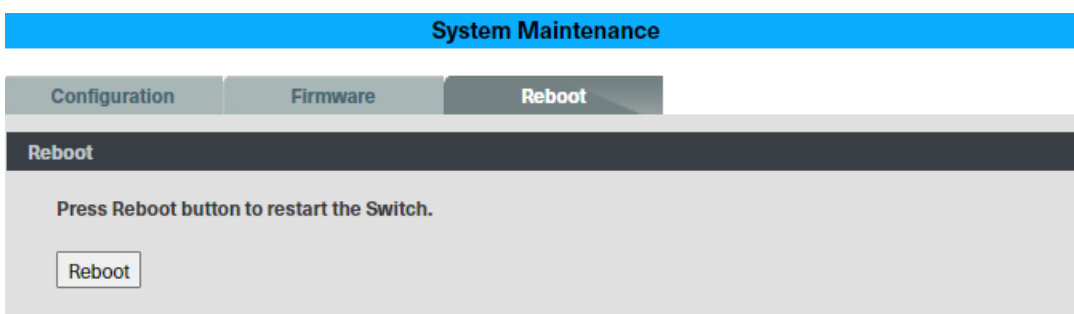 System Maintenance
Configuration Firmware Reboot
Reboot
Press Reboot button to restart the Switch.
Reboot